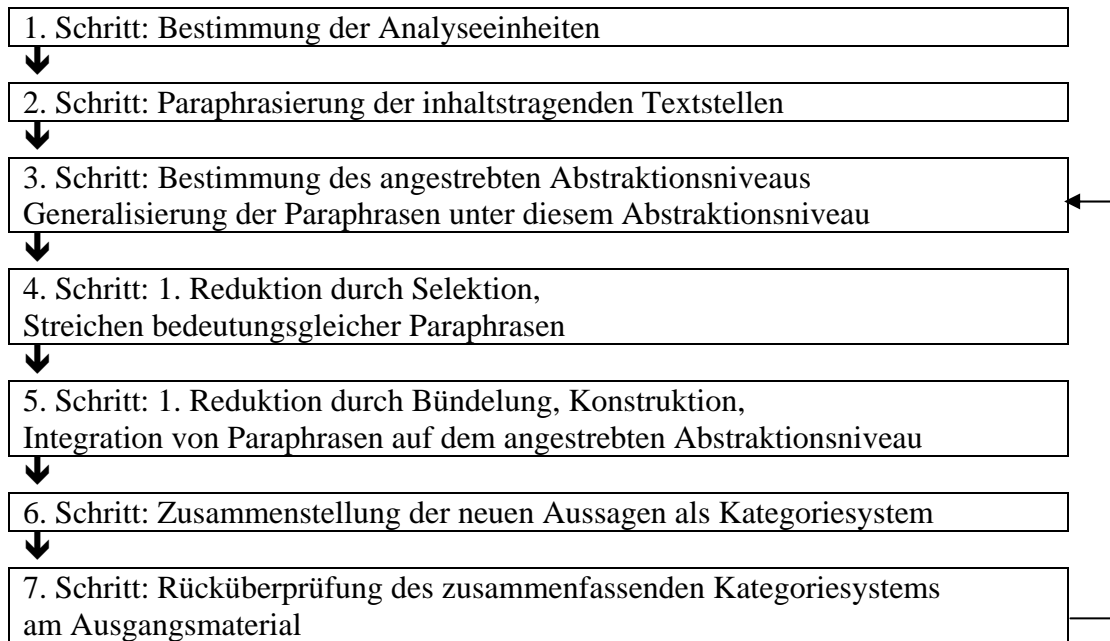 1. Schritt: Bestimmung der Analyseeinheiten
2. Schritt: Paraphrasierung der inhaltstragenden Textstellen
3. Schritt: Bestimmung des angestrebten Abstraktionsniveaus
Generalisierung der Paraphrasen unter diesem Abstraktionsniveau
4. Schritt: 1. Reduktion durch Selektion,
Streichen bedeutungsgleicher Paraphrasen
5. Schritt: 1. Reduktion durch Bündelung, Konstruktion,
Integration von Paraphrasen auf dem angestrebten Abstraktionsniveau
6. Schritt: Zusammenstellung der neuen Aussagen als Kategoriesystem
7. Schritt: Rücküberprüfung des zusammenfassenden Kategoriesystems
am Ausgangsmaterial